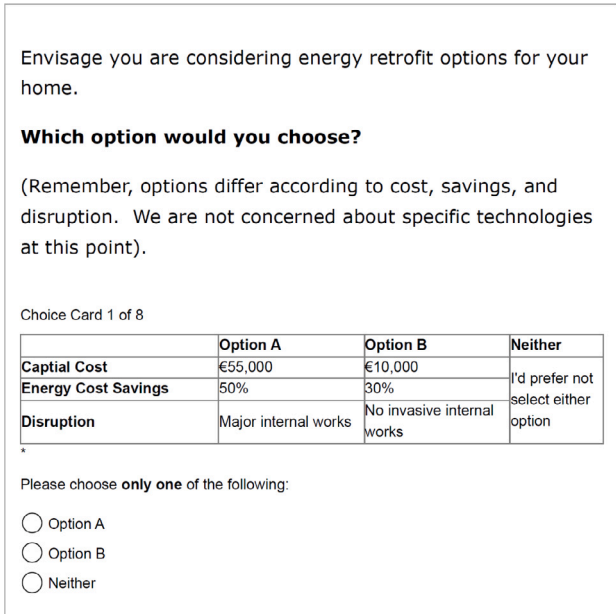 Envisage you are considering energy retrofit options for your
home.
Which option would you choose?
(Remember, options differ according to cost, savings, and
disruption. We are not concerned about specific technologies
at this point).
Choice Card 1 of 8
Option A Option B Neither
Captial Cost €55,000 €10,000
Energy Cost Savings 50% 30%
Disruption Major internal works No invasive internal
works
I'd prefer not
select either
option
*
Please choose only one of the following:
Option A
Option B
Neither